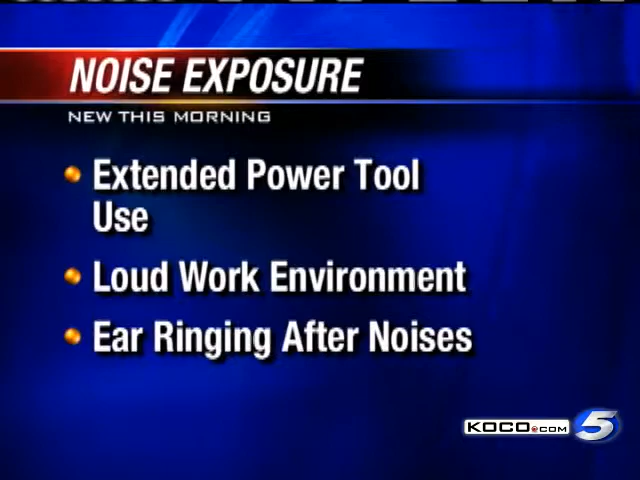 NOISE EXPOSURE
NEW THIS MORNING
Extended Power Tool
Use
Loud Work Environment
Ear Ringing After Noises
KOCO.COM 5